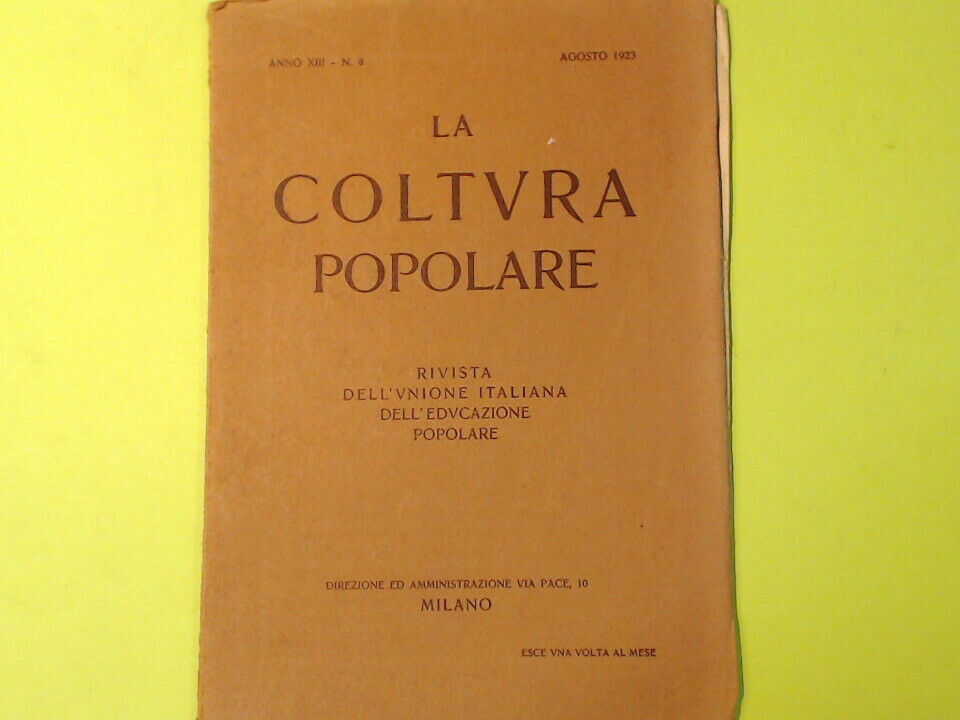 ANNO XIII - N. 8
AGOSTO 1923
LA
COLTVRA
POPOLARE
RIVISTA
DELL'VNIONE ITALIANA
DELL'EDVCAZIONE
POPOLARE
DIREZIONE ED AMMINISTRAZIONE VIA PACE, 10
MILANO
ESCE VNA VOLTA AL MESE